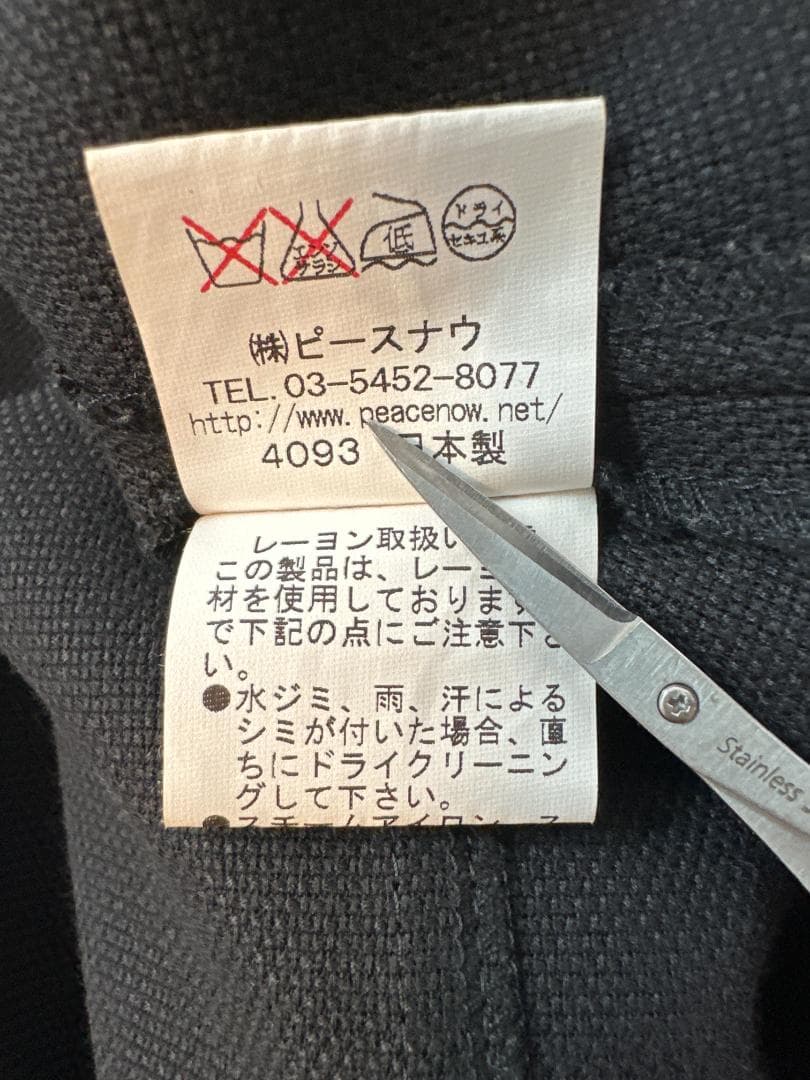 エンソ
サラシ
低
ドライ
セキユ系
(株)ピースナウ
TEL. 03-5452-8077
http://www.peacenow.net/
4093 日本製
レーヨン取扱い
この製品は、レーヨ
材を使用しております
で下記の点にご注意下さ
い。
●水ジミ、雨、汗による
シミが付いた場合、直
ちにドライクリーニン
グして下さい。
Stainless